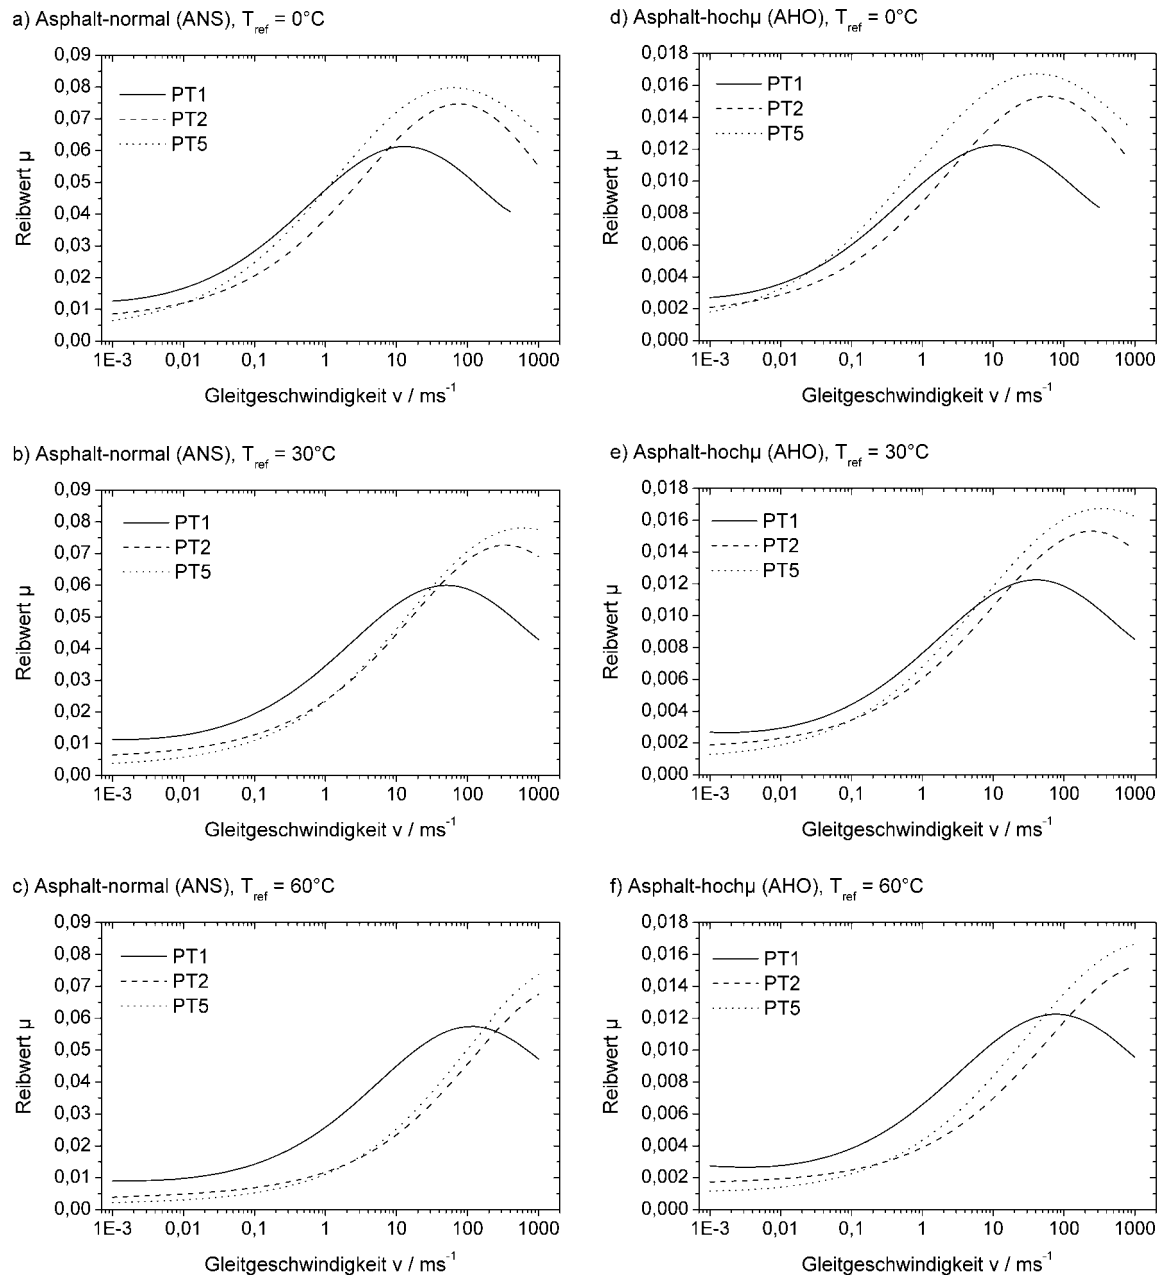 a) Asphalt-normal (ANS), Tref = 0°C
0,09
0,08
0,07
0,06
0,05
0,04
0,03
0,02
0,01
0,00
Reibwert µ
PT1
PT2
PT5
1E-3 0,01 0,1 1 10 100 1000
Gleitgeschwindigkeit v / ms-1
d) Asphalt-hochµ (AHO), Tref = 0°C
0,018
0,016
0,014
0,012
0,010
0,008
0,006
0,004
0,002
0,000
Reibwert µ
PT1
PT2
PT5
1E-3 0,01 0,1 1 10 100 1000
Gleitgeschwindigkeit v / ms-1
b) Asphalt-normal (ANS), Tref = 30°C
0,09
0,08
0,07
0,06
0,05
0,04
0,03
0,02
0,01
0,00
Reibwert µ
PT1
PT2
PT5
1E-3 0,01 0,1 1 10 100 1000
Gleitgeschwindigkeit v / ms-1
e) Asphalt-hochµ (AHO), Tref = 30°C
0,018
0,016
0,014
0,012
0,010
0,008
0,006
0,004
0,002
0,000
Reibwert µ
PT1
PT2
PT5
1E-3 0,01 0,1 1 10 100 1000
Gleitgeschwindigkeit v / ms-1
c) Asphalt-normal (ANS), Tref = 60°C
0,09
0,08
0,07
0,06
0,05
0,04
0,03
0,02
0,01
0,00
Reibwert µ
PT1
PT2
PT5
1E-3 0,01 0,1 1 10 100 1000
Gleitgeschwindigkeit v / ms-1
f) Asphalt-hochµ (AHO), Tref = 60°C
0,018
0,016
0,014
0,012
0,010
0,008
0,006
0,004
0,002
0,000
Reibwert µ
PT1
PT2
PT5
1E-3 0,01 0,1 1 10 100 1000
Gleitgeschwindigkeit v / ms-1